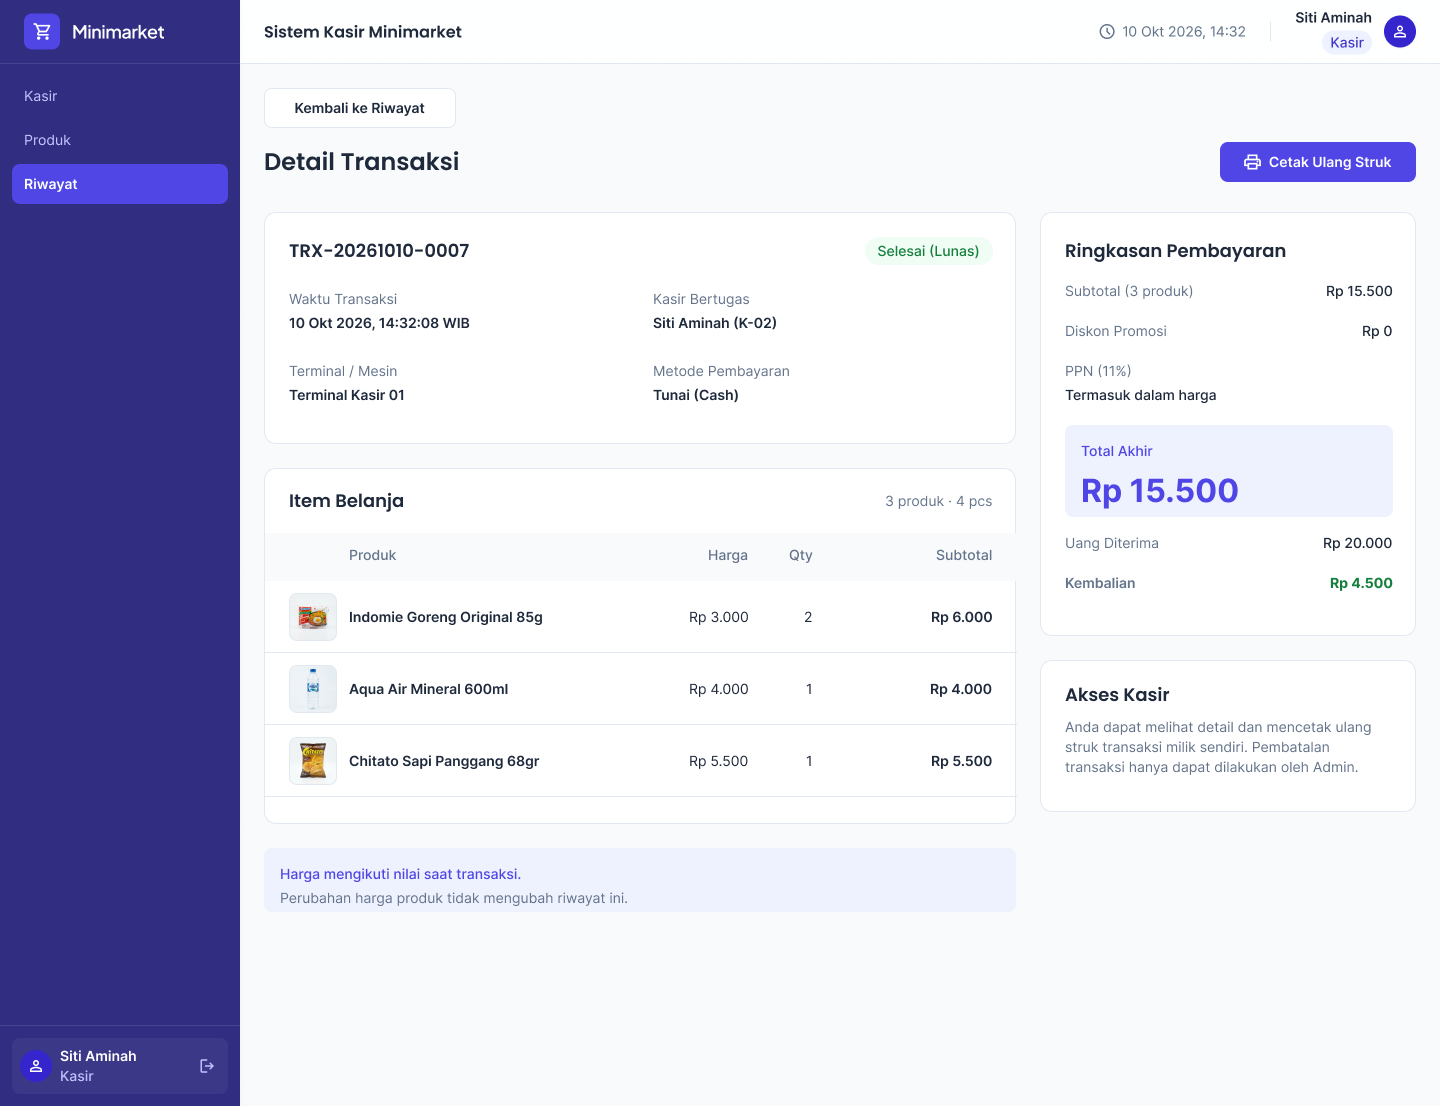 Minimarket
Sistem Kasir Minimarket
10 Okt 2026, 14:32
Siti Aminah
Kasir
Kasir
Produk
Riwayat
Kembali ke Riwayat
Detail Transaksi
Cetak Ulang Struk
TRX-20261010-0007
Selesai (Lunas)
Waktu Transaksi
10 Okt 2026, 14:32:08 WIB
Kasir Bertugas
Siti Aminah (K-02)
Terminal / Mesin
Terminal Kasir 01
Metode Pembayaran
Tunai (Cash)
Item Belanja
3 produk · 4 pcs
Produk Harga Qty Subtotal
Indomie Goreng Original 85g Rp 3.000 2 Rp 6.000
Aqua Air Mineral 600ml Rp 4.000 1 Rp 4.000
Chitato Sapi Panggang 68gr Rp 5.500 1 Rp 5.500
Harga mengikuti nilai saat transaksi.
Perubahan harga produk tidak mengubah riwayat ini.
Ringkasan Pembayaran
Subtotal (3 produk) Rp 15.500
Diskon Promosi Rp 0
PPN (11%)
Termasuk dalam harga
Total Akhir
Rp 15.500
Uang Diterima Rp 20.000
Kembalian Rp 4.500
Akses Kasir
Anda dapat melihat detail dan mencetak ulang
struk transaksi milik sendiri. Pembatalan
transaksi hanya dapat dilakukan oleh Admin.
Siti Aminah
Kasir